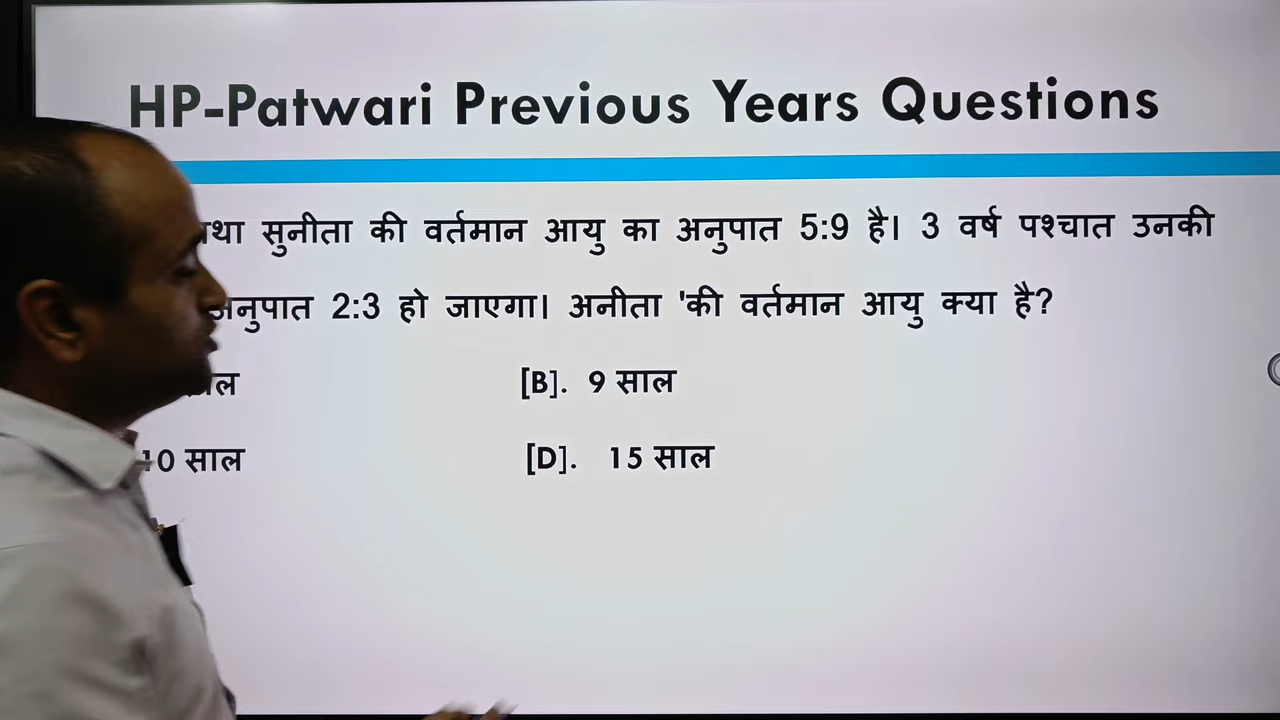 HP-Patwari Previous Years Questions
सुनीता की वर्तमान आयु का अनुपात 5:9 है। 3 वर्ष पश्चात उनकी
अनुपात 2:3 हो जाएगा। अनीता 'की वर्तमान आयु क्या है?
[B]. 9 साल
10 साल [D]. 15 साल